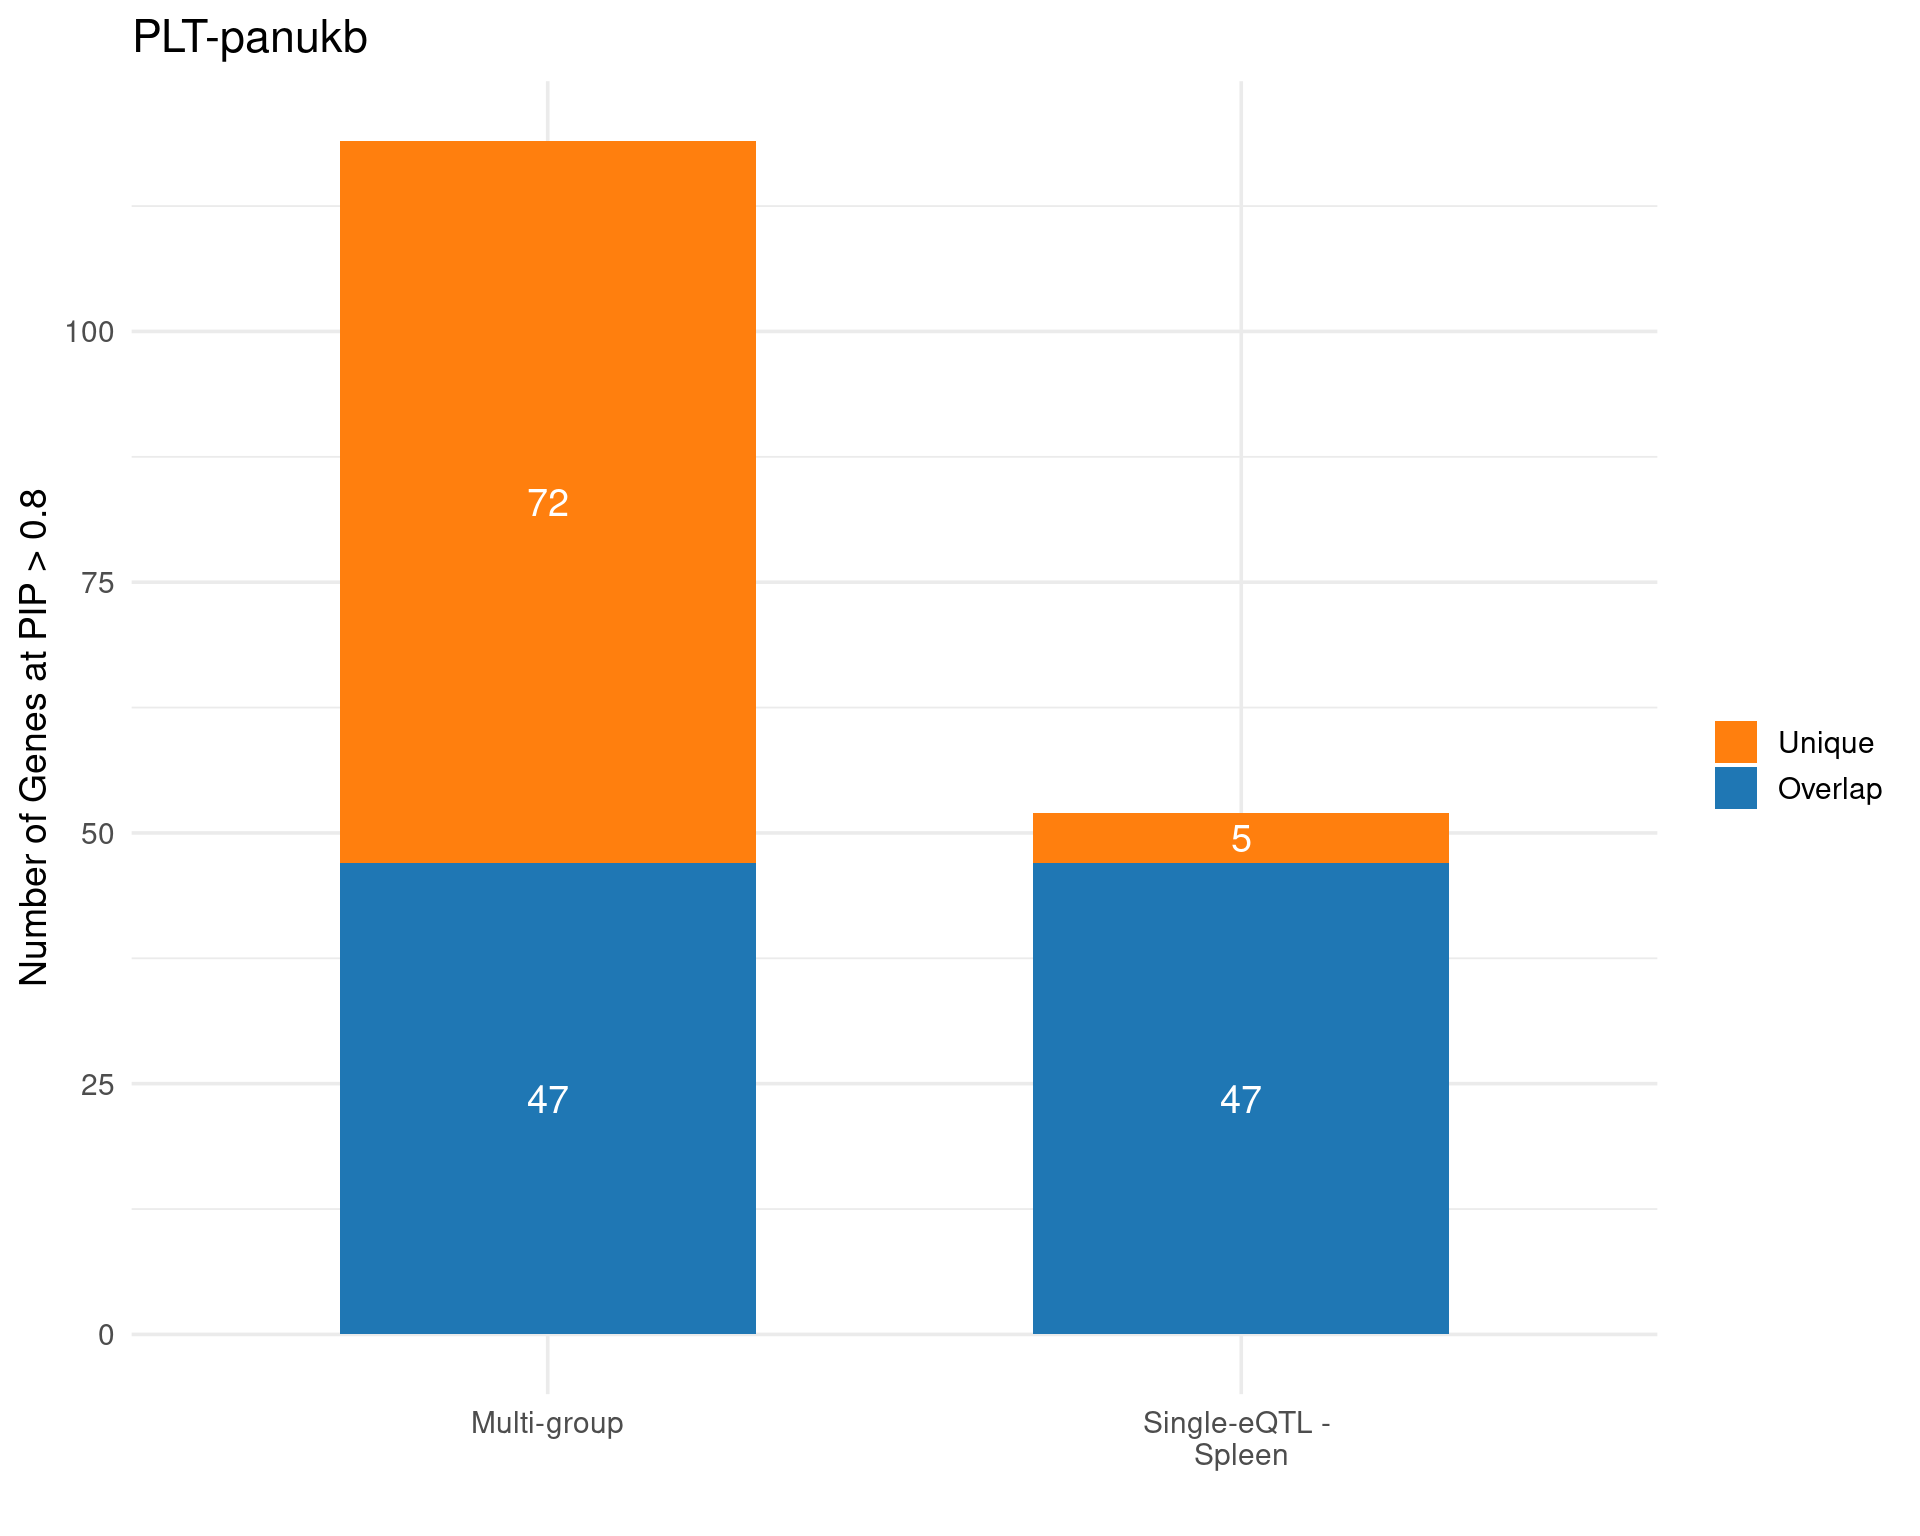 PLT-panukb
Number of Genes at PIP > 0.8
100
75
50
25
0
72
47
5
47
Multi-group
Single-eQTL -
Spleen
Unique
Overlap